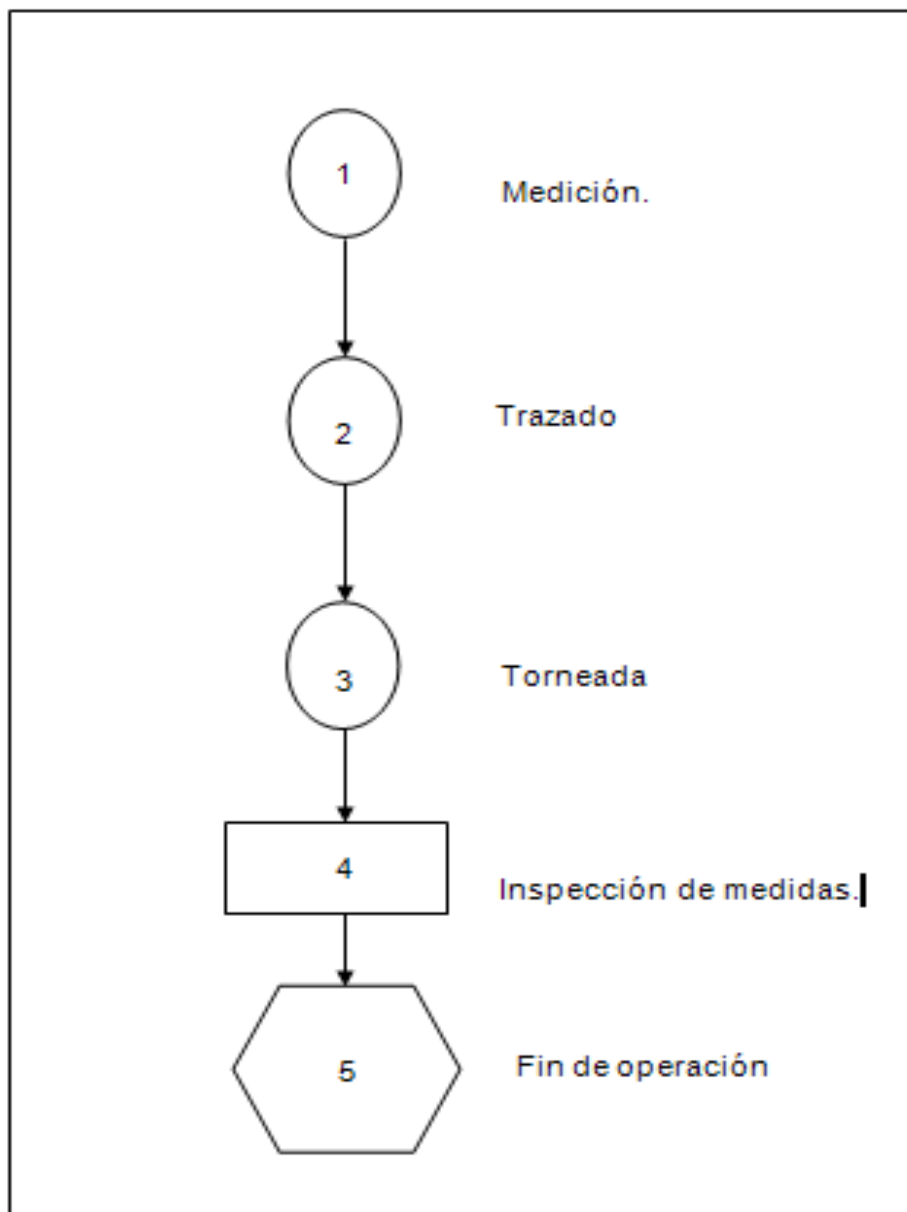 1
Medición.
2
Trazado
3
Torneada
4
Inspección de medidas.
5
Fin de operación